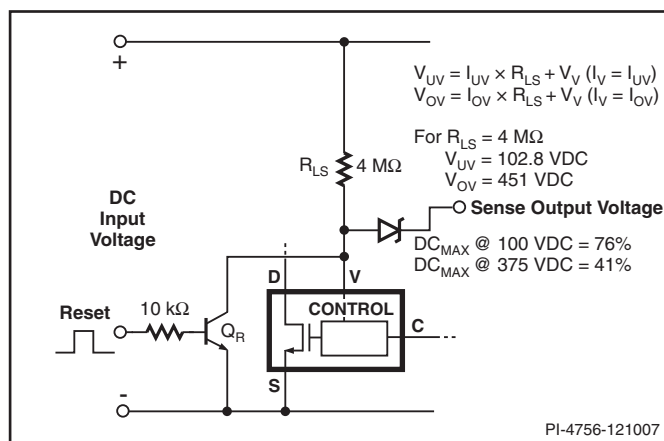 +
V_UV = I_UV × R_LS + V_V (I_V = I_UV)
V_OV = I_OV × R_LS + V_V (I_V = I_OV)
For R_LS = 4 MΩ
V_UV = 102.8 VDC
V_OV = 451 VDC
R_LS 4 MΩ
DC
Input
Voltage
Sense Output Voltage
DC_MAX @ 100 VDC = 76%
DC_MAX @ 375 VDC = 41%
D V
CONTROL
C
Reset
10 kΩ
Q_R
S
-
PI-4756-121007